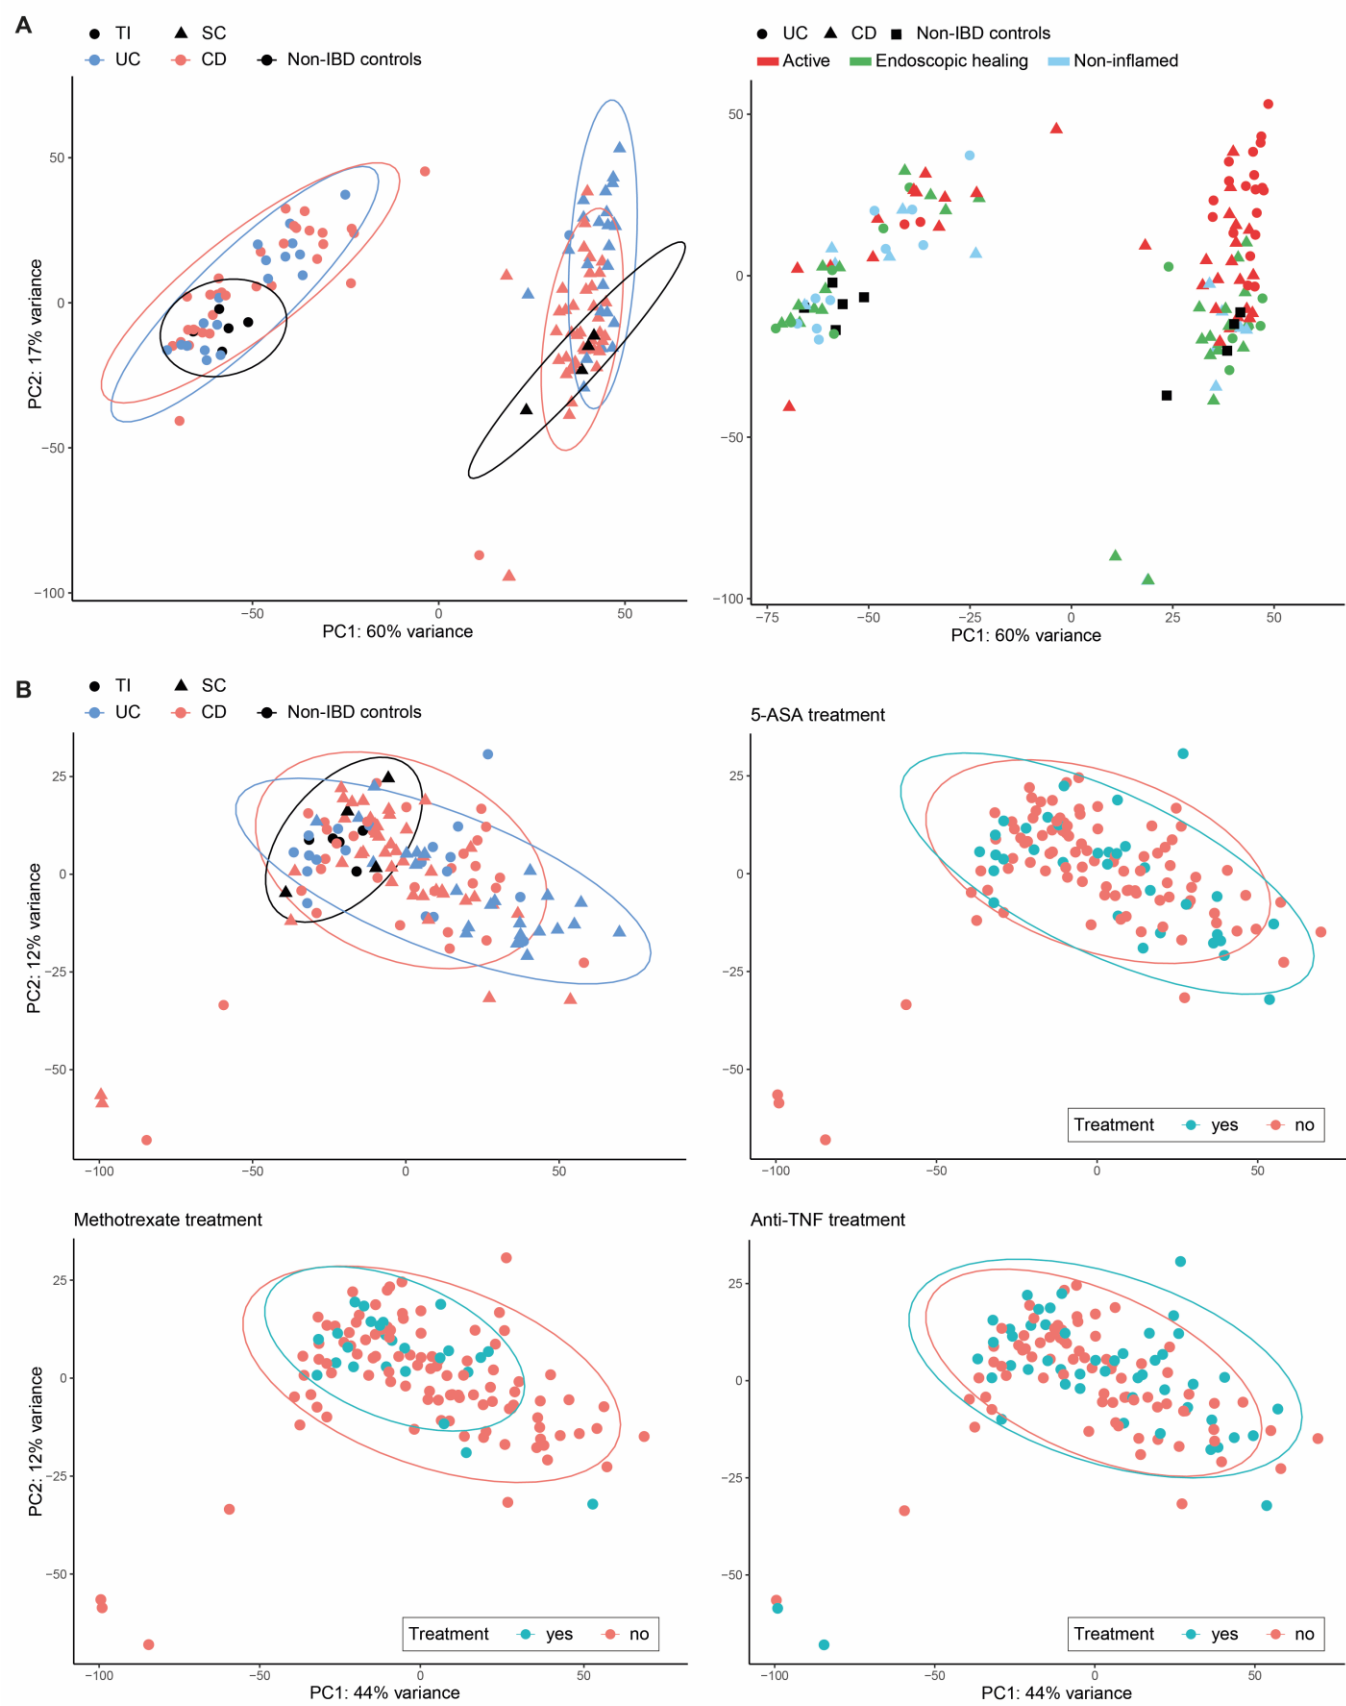 A
TI SC
UC CD Non-IBD controls
UC CD Non-IBD controls
Active Endoscopic healing Non-inflamed
PC2: 17% variance
50
0
−50
−100
−50
0
50
PC1: 60% variance
50
0
−50
−100
−75
−50
−25
0
25
50
PC1: 60% variance
B
TI SC
UC CD Non-IBD controls
PC2: 12% variance
25
0
−25
−50
−100
−50
0
50
5-ASA treatment
25
0
−25
−50
Treatment yes no
−100
−50
0
50
Methotrexate treatment
PC2: 12% variance
25
0
−25
−50
Treatment yes no
−100
−50
0
50
PC1: 44% variance
Anti-TNF treatment
25
0
−25
−50
Treatment yes no
−100
−50
0
50
PC1: 44% variance